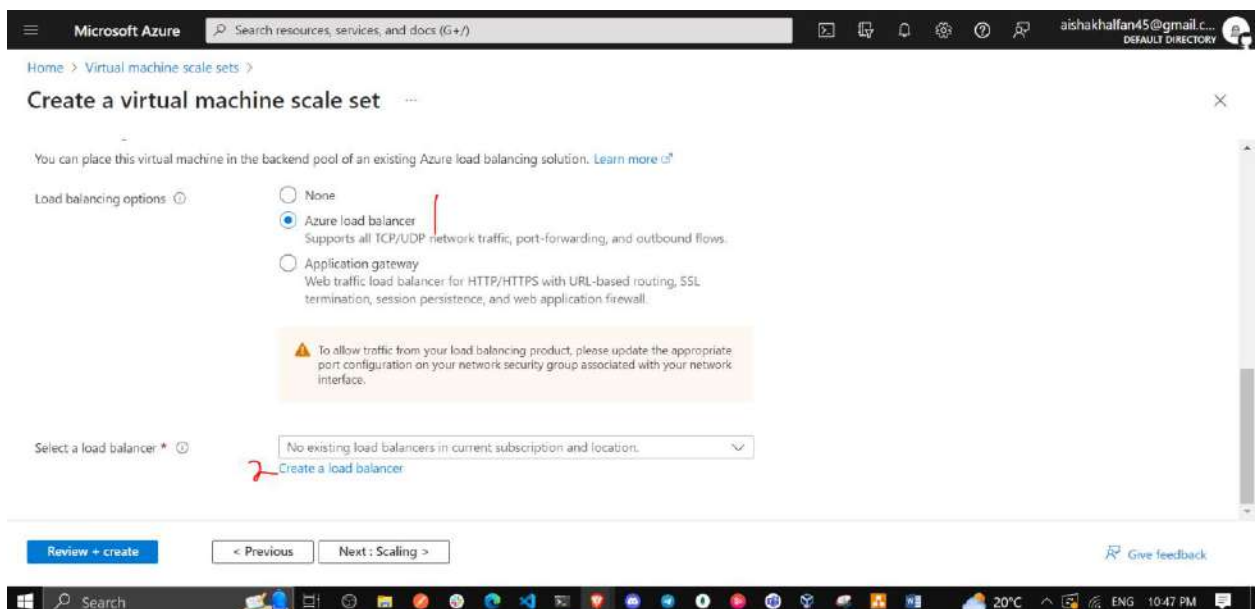 Microsoft Azure
Search resources, services, and docs (G+/)
aishakhalfan45@gmail.c...
DEFAULT DIRECTORY
Home > Virtual machine scale sets >
Create a virtual machine scale set ...
You can place this virtual machine in the backend pool of an existing Azure load balancing solution. Learn more
Load balancing options
None
Azure load balancer
Supports all TCP/UDP network traffic, port-forwarding, and outbound flows.
Application gateway
Web traffic load balancer for HTTP/HTTPS with URL-based routing, SSL
termination, session persistence, and web application firewall.
To allow traffic from your load balancing product, please update the appropriate
port configuration on your network security group associated with your network
interface.
Select a load balancer *
No existing load balancers in current subscription and location.
2
Create a load balancer
Review + create
< Previous
Next : Scaling >
Give feedback
Search
20°C
ENG
10:47 PM